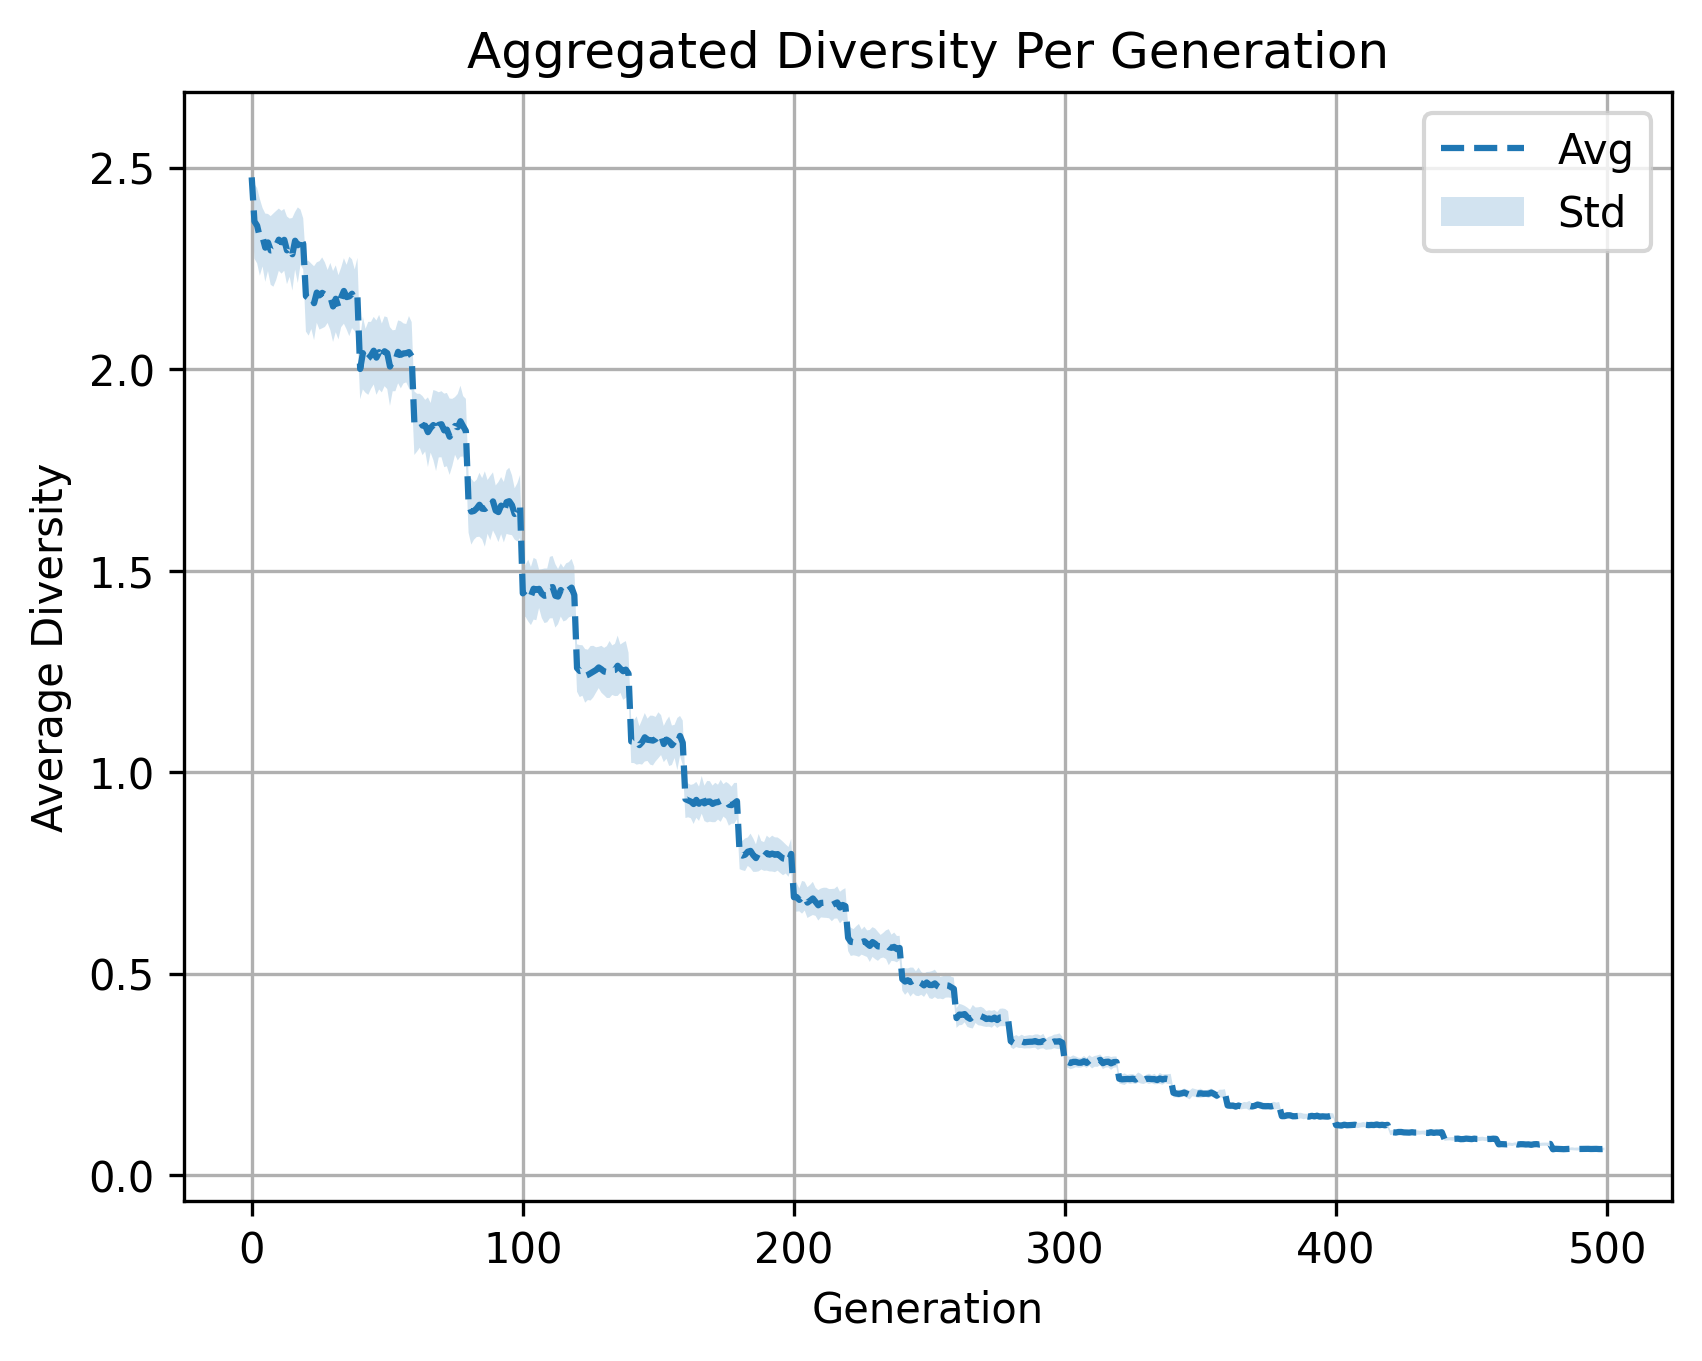 Aggregated Diversity Per Generation
Avg
Std
Average Diversity
2.5
2.0
1.5
1.0
0.5
0.0
0 100 200 300 400 500
Generation